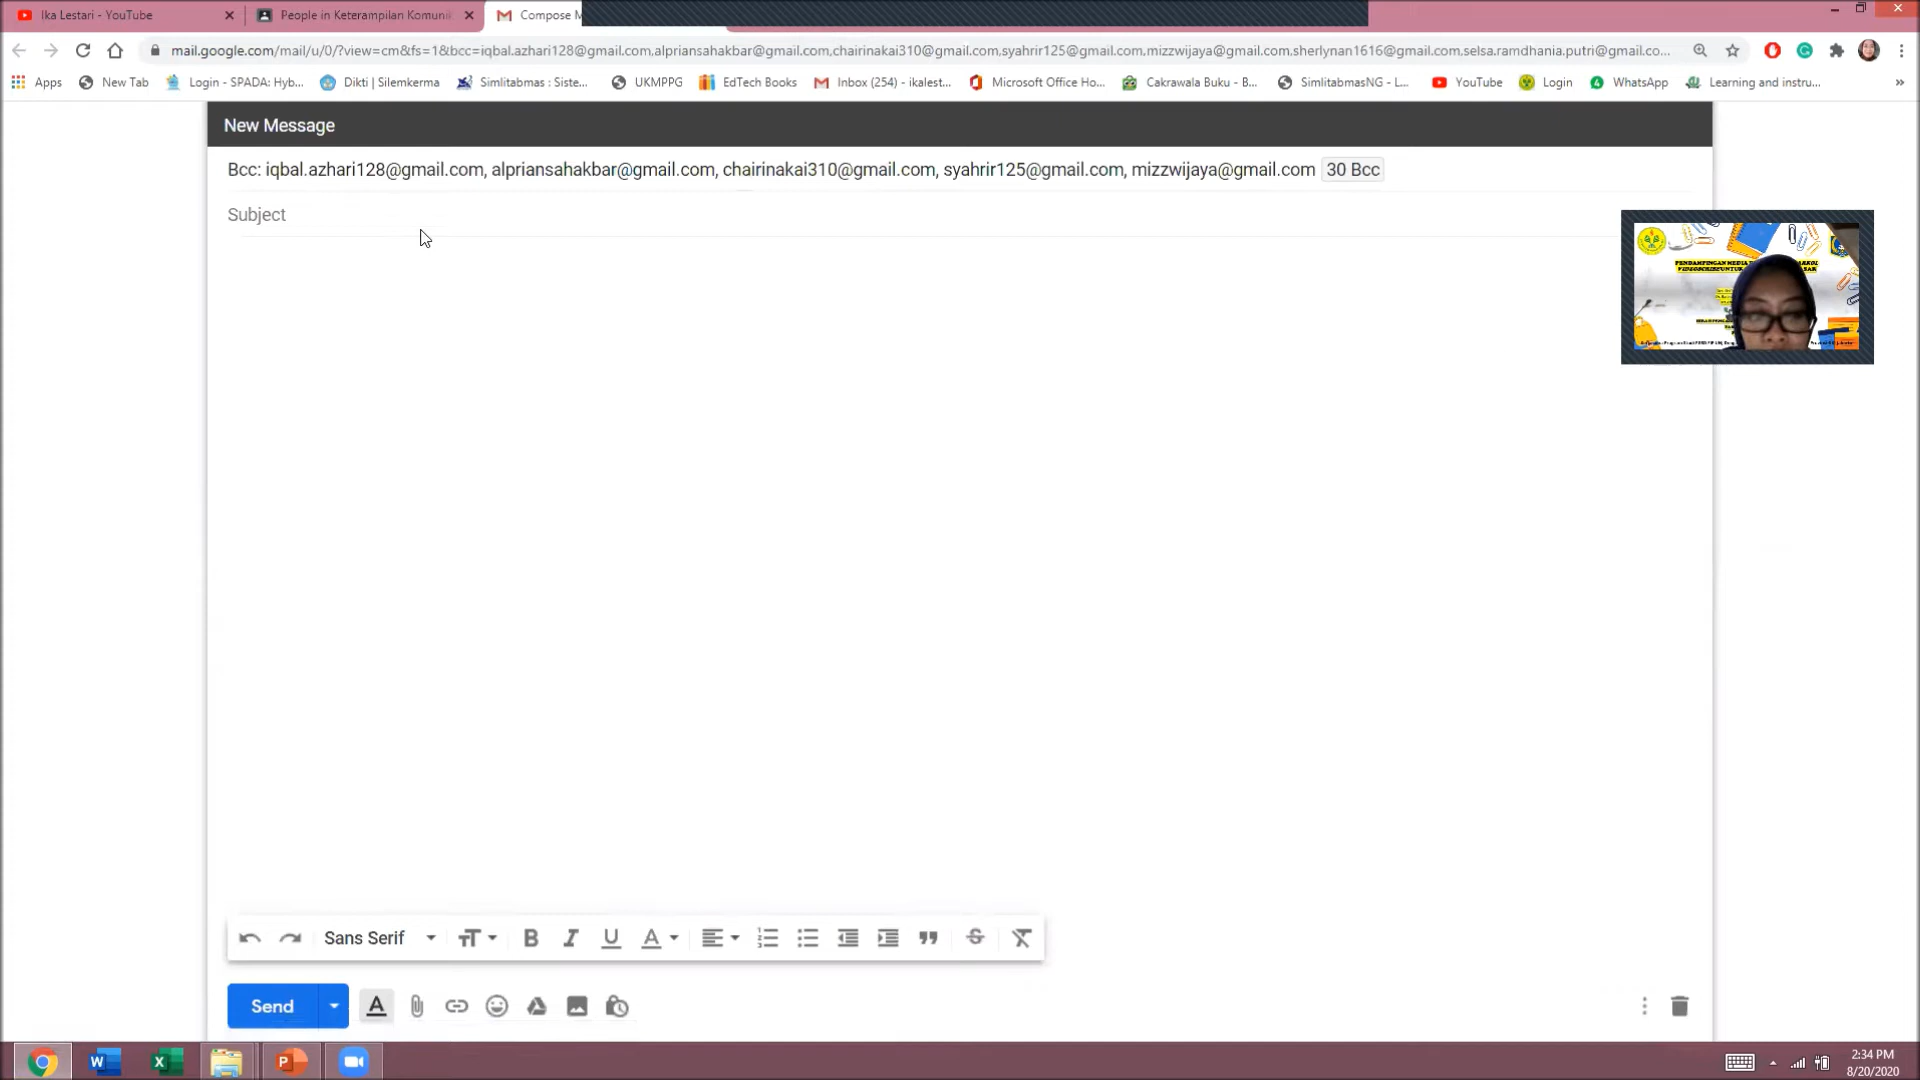 Ika Lestari - YouTube
People in Keterampilan Komuni
Compose M
mail.google.com/mail/u/0/?view=cm&fs=1&bcc=iqbal.azhari128@gmail.com,alpriansahakbar@gmail.com,chairinakai310@gmail.com,syahrir125@gmail.com,mizzwijaya@gmail.com,sherlynan1616@gmail.com,selsa.ramdhania.putri@gmail.co...
Apps
New Tab
Login - SPADA: Hyb...
Dikti | Silemkerma
Simlitabmas : Siste...
UKMPPG
EdTech Books
Inbox (254) - ikalest...
Microsoft Office Ho...
Cakrawala Buku - B...
SimlitabmasNG - L...
YouTube
Login
WhatsApp
Learning and instru...
»
New Message
Bcc: iqbal.azhari128@gmail.com, alpriansahakbar@gmail.com, chairinakai310@gmail.com, syahrir125@gmail.com, mizzwijaya@gmail.com 30 Bcc
Subject
PENDAMPINGAN MEDIA
Sans Serif
Send
2:34 PM
8/20/2020